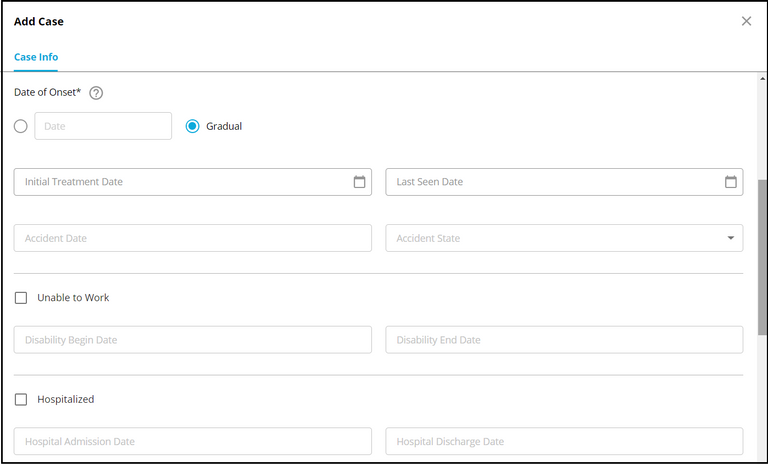 Add Case
Case Info
Date of Onset* ?
Date Gradual
Initial Treatment Date Last Seen Date
Accident Date Accident State
Unable to Work
Disability Begin Date Disability End Date
Hospitalized
Hospital Admission Date Hospital Discharge Date